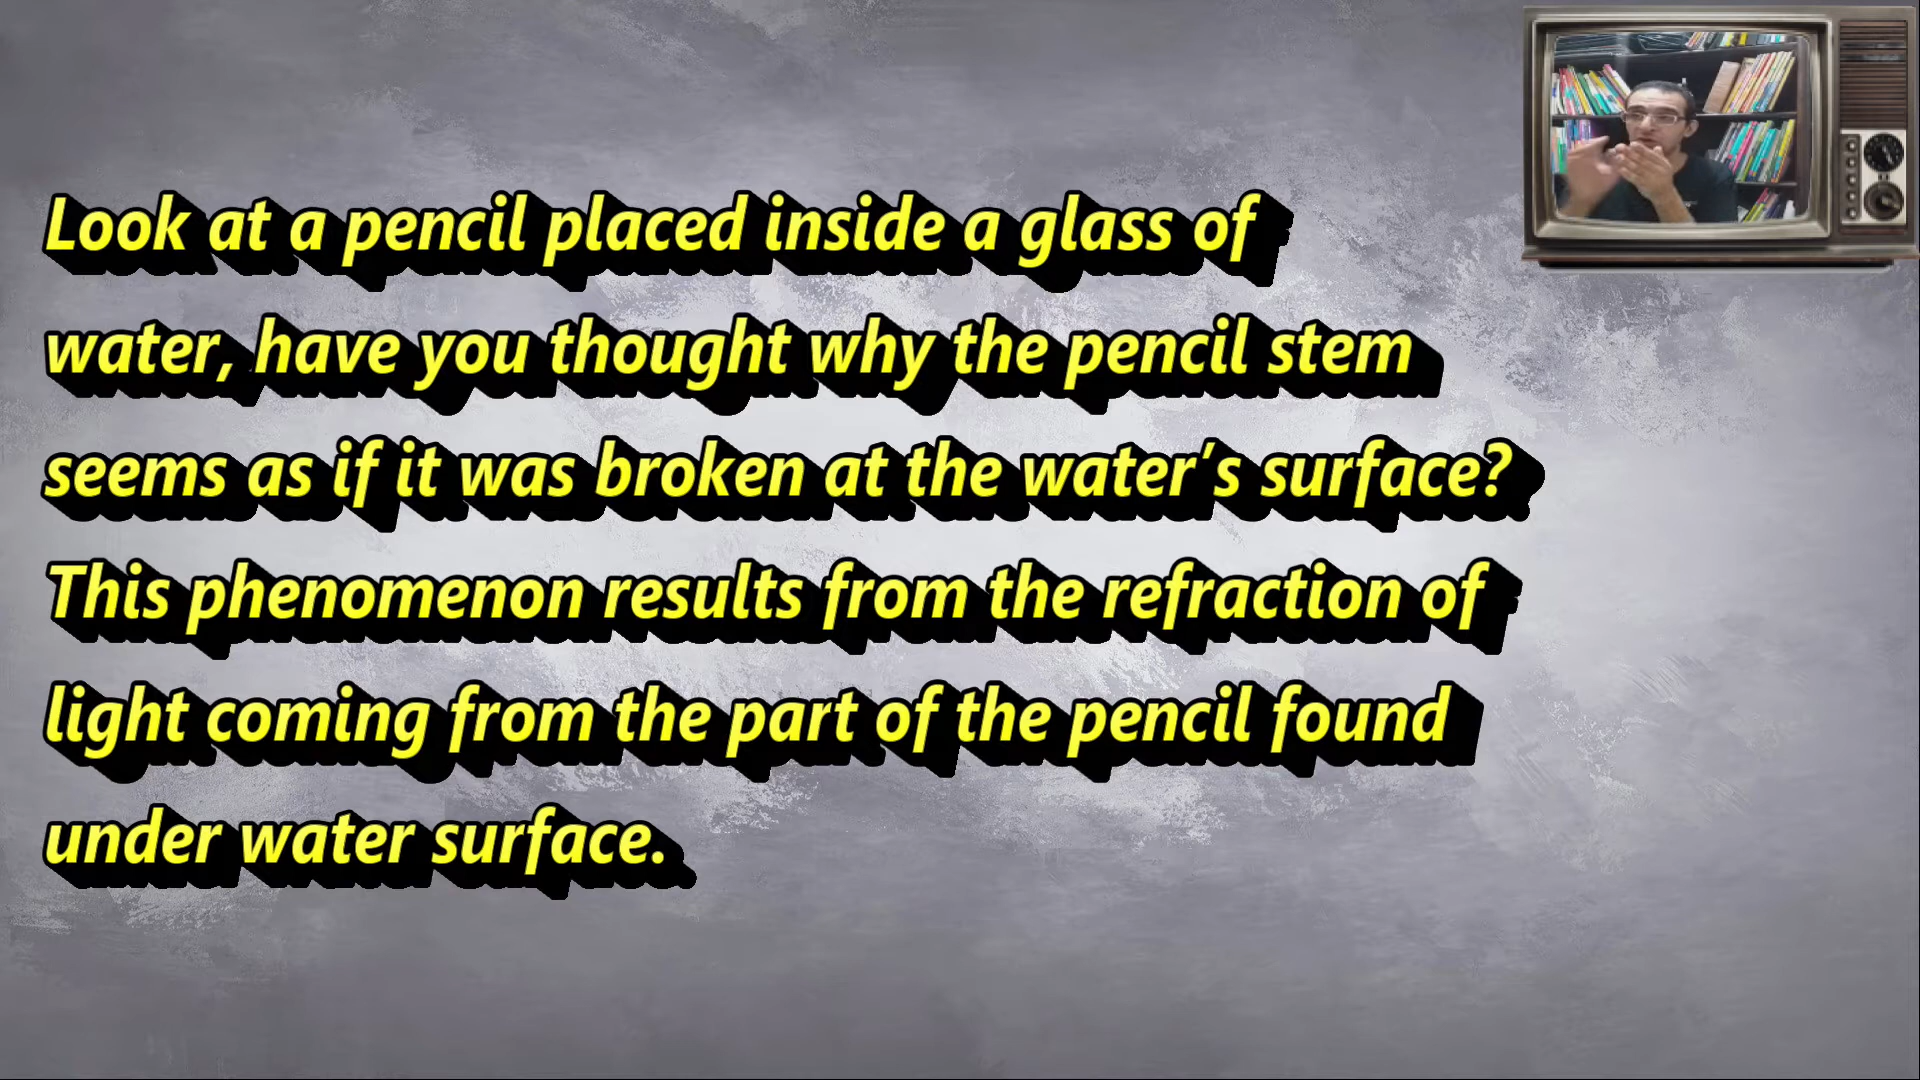 Look at a pencil placed inside a glass of
water, have you thought why the pencil stem
seems as if it was broken at the water’s surface?
This phenomenon results from the refraction of
light coming from the part of the pencil found
under water surface.